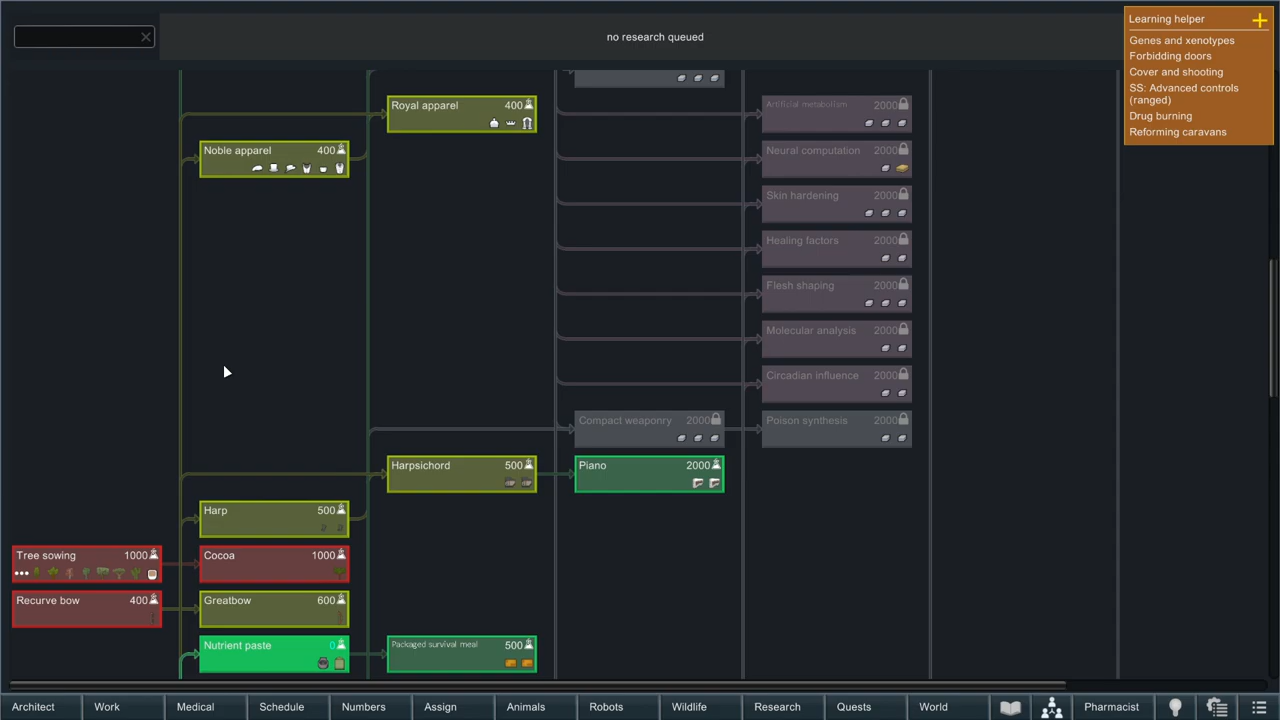 no research queued
Learning helper
Genes and xenotypes
Forbidding doors
Cover and shooting
SS: Advanced controls
(ranged)
Drug burning
Reforming caravans
Royal apparel 400
Artificial metabolism 2000
Noble apparel 400
Neural computation 2000
Skin hardening 2000
Healing factors 2000
Flesh shaping 2000
Molecular analysis 2000
Circadian influence 2000
Compact weaponry 2000
Poison synthesis 2000
Harpsichord 500
Piano 2000
Harp 500
Tree sowing 1000
Cocoa 1000
Recurve bow 400
Greatbow 600
Nutrient paste 0
Packaged survival meal 500
Architect Work Medical Schedule Numbers Assign Animals Robots Wildlife Research Quests World Pharmacist